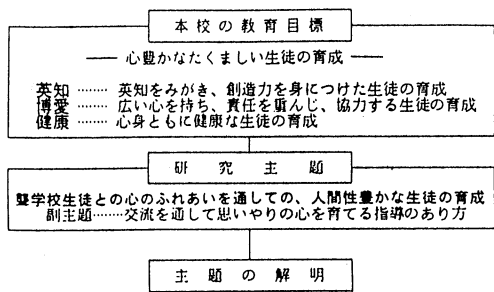 本校の教育目標
―― 心豊かなたくましい生徒の育成 ――
英知 ……… 英知をみがき、創造力を身につけた生徒の育成
博愛 ……… 広い心を持ち、責任を重んじ、協力する生徒の育成
健康 ……… 心身ともに健康な生徒の育成
研究主題
聾学校生徒との心のふれあいを通しての、人間性豊かな生徒の育成
副主題………交流を通して思いやりの心を育てる指導のあり方
主題の解明